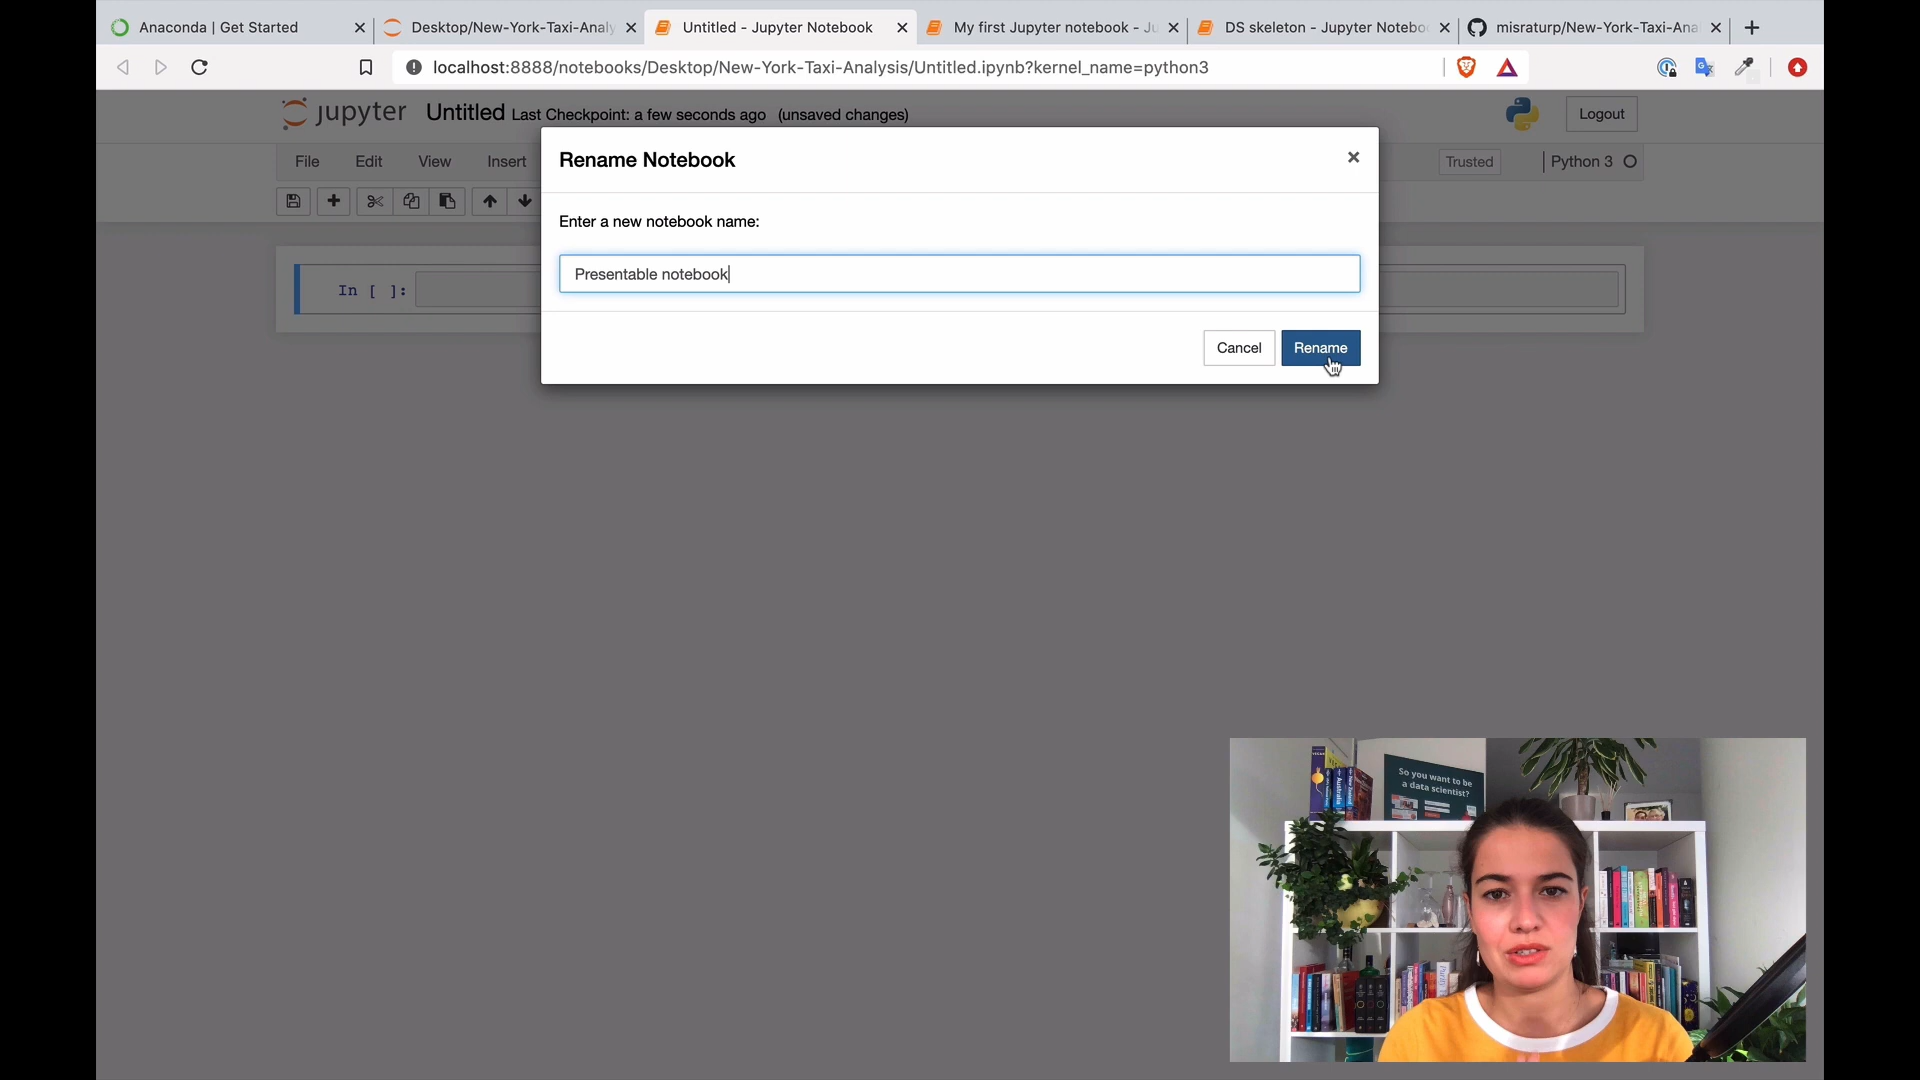 Anaconda | Get Started
Desktop/New-York-Taxi-Analy
Untitled - Jupyter Notebook
My first Jupyter notebook - Ju
DS skeleton - Jupyter Notebo
misraturp/New-York-Taxi-Ana
localhost:8888/notebooks/Desktop/New-York-Taxi-Analysis/Untitled.ipynb?kernel_name=python3
jupyter Untitled Last Checkpoint: a few seconds ago (unsaved changes)
Logout
File Edit View Insert
Trusted
Python 3
Rename Notebook
Enter a new notebook name:
Presentable notebook
In [ ]:
Cancel
Rename
So you want to be
a data scientist?
Australia